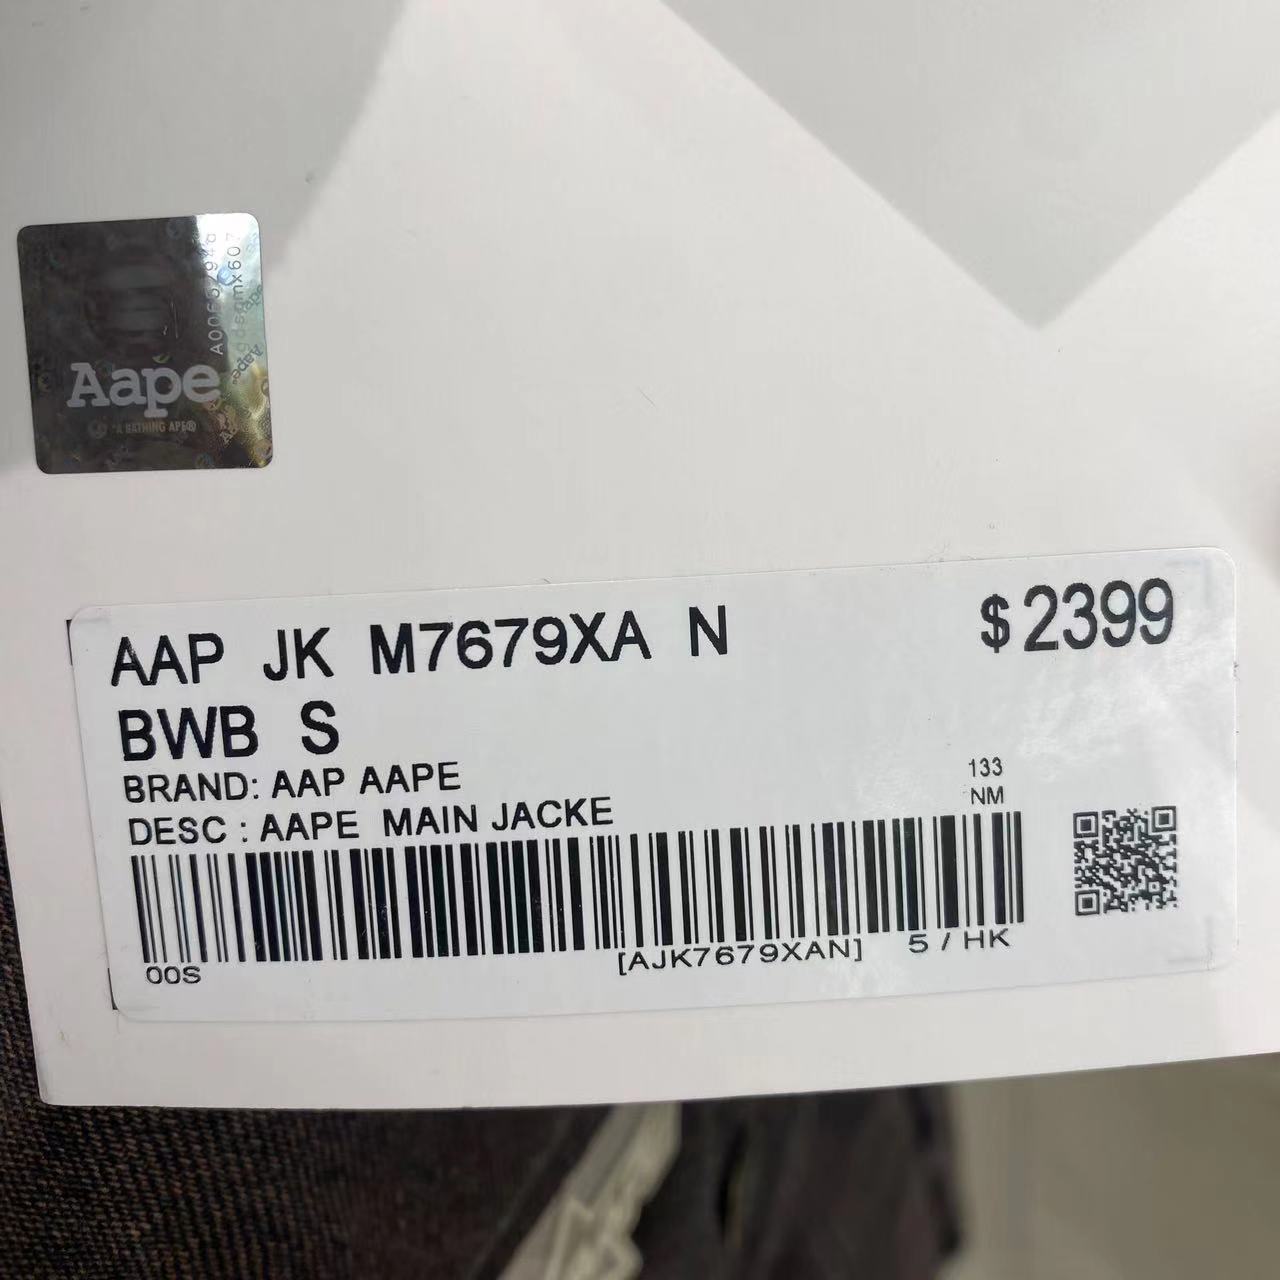 Aape
"A BATHING APE®
AAP JK M7679XA N
$2399
BWB S
BRAND: AAP AAPE
133
DESC : AAPE MAIN JACKE
NM
00S
[AJK7679XAN] 5 / HK